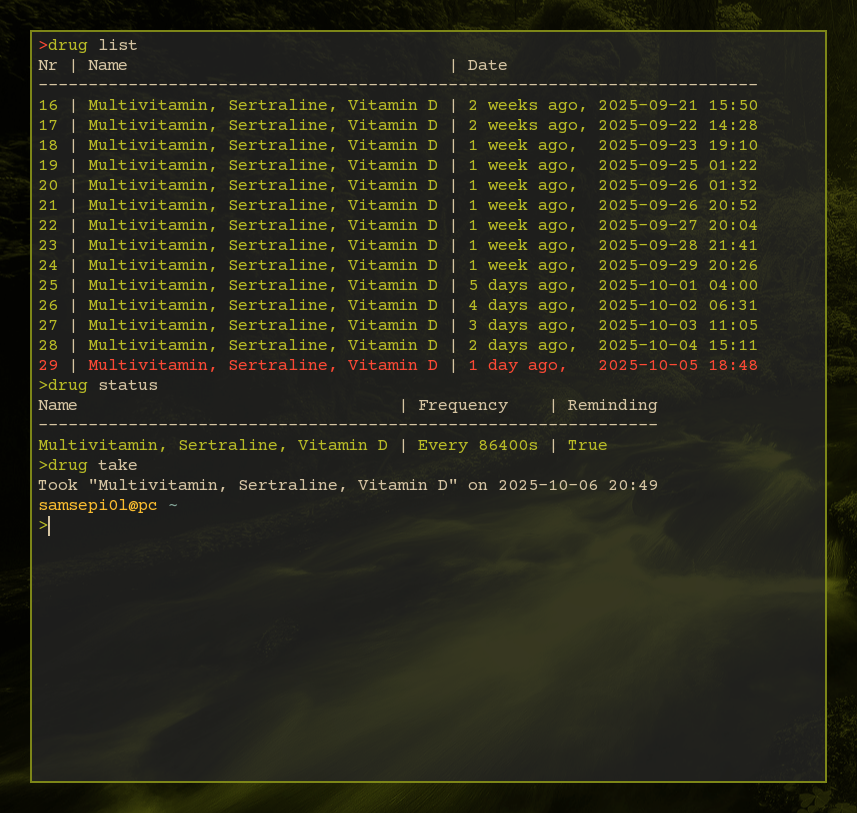 >drug list
Nr | Name                                | Date
------------------------------------------------------------------------
16 | Multivitamin, Sertraline, Vitamin D | 2 weeks ago, 2025-09-21 15:50
17 | Multivitamin, Sertraline, Vitamin D | 2 weeks ago, 2025-09-22 14:28
18 | Multivitamin, Sertraline, Vitamin D | 1 week ago,  2025-09-23 19:10
19 | Multivitamin, Sertraline, Vitamin D | 1 week ago,  2025-09-25 01:22
20 | Multivitamin, Sertraline, Vitamin D | 1 week ago,  2025-09-26 01:32
21 | Multivitamin, Sertraline, Vitamin D | 1 week ago,  2025-09-26 20:52
22 | Multivitamin, Sertraline, Vitamin D | 1 week ago,  2025-09-27 20:04
23 | Multivitamin, Sertraline, Vitamin D | 1 week ago,  2025-09-28 21:41
24 | Multivitamin, Sertraline, Vitamin D | 1 week ago,  2025-09-29 20:26
25 | Multivitamin, Sertraline, Vitamin D | 5 days ago,  2025-10-01 04:00
26 | Multivitamin, Sertraline, Vitamin D | 4 days ago,  2025-10-02 06:31
27 | Multivitamin, Sertraline, Vitamin D | 3 days ago,  2025-10-03 11:05
28 | Multivitamin, Sertraline, Vitamin D | 2 days ago,  2025-10-04 15:11
29 | Multivitamin, Sertraline, Vitamin D | 1 day ago,   2025-10-05 18:48
>drug status
Name                                | Frequency    | Reminding
--------------------------------------------------------------
Multivitamin, Sertraline, Vitamin D | Every 86400s | True
>drug take
Took "Multivitamin, Sertraline, Vitamin D" on 2025-10-06 20:49
samsepi0l@pc ~
>